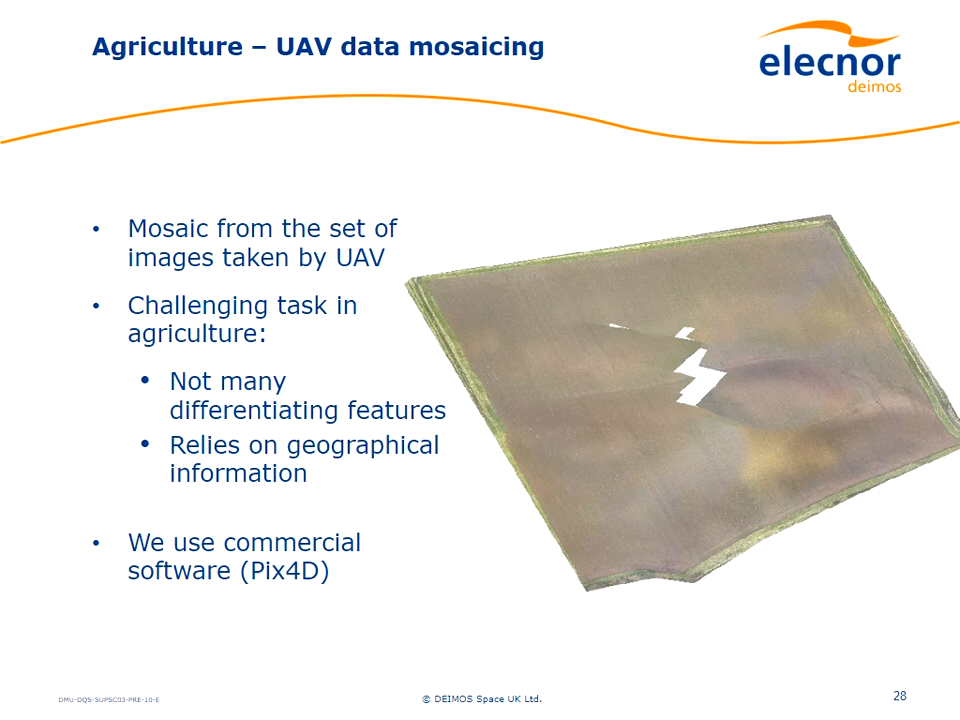 Agriculture – UAV data mosaicing
elecnor
deimos
• Mosaic from the set of
images taken by UAV
• Challenging task in
agriculture:
• Not many
differentiating features
• Relies on geographical
information
• We use commercial
software (Pix4D)
DMU-DQS-SUPSC03-PRE-10-E
© DEIMOS Space UK Ltd.
28